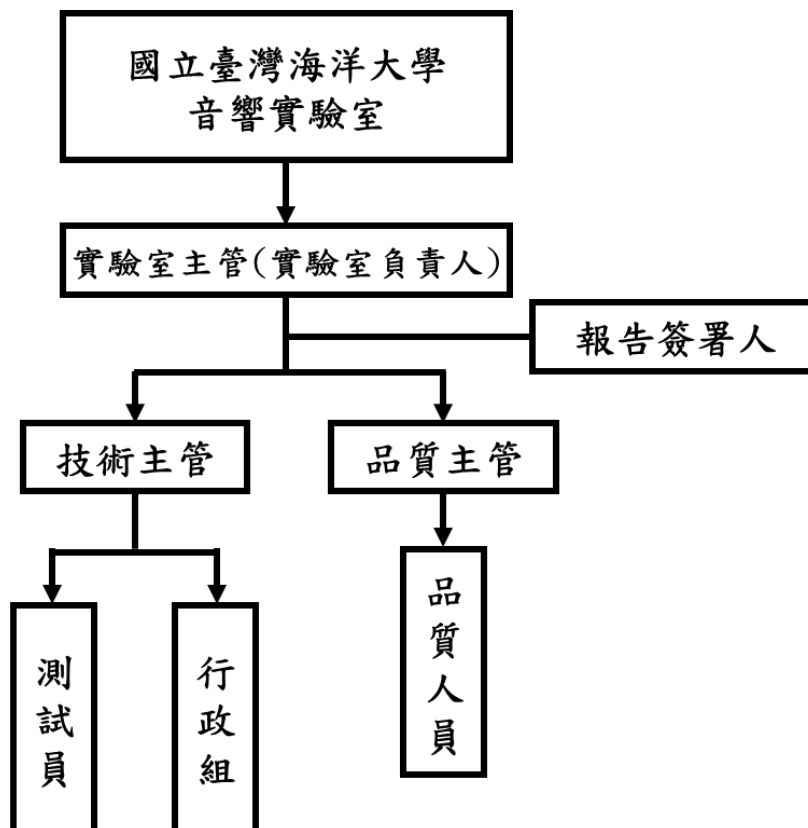 國立臺灣海洋大學
音響實驗室
實驗室主管(實驗室負責人)
報告簽署人
技術主管
品質主管
測試員
行政組
品質人員